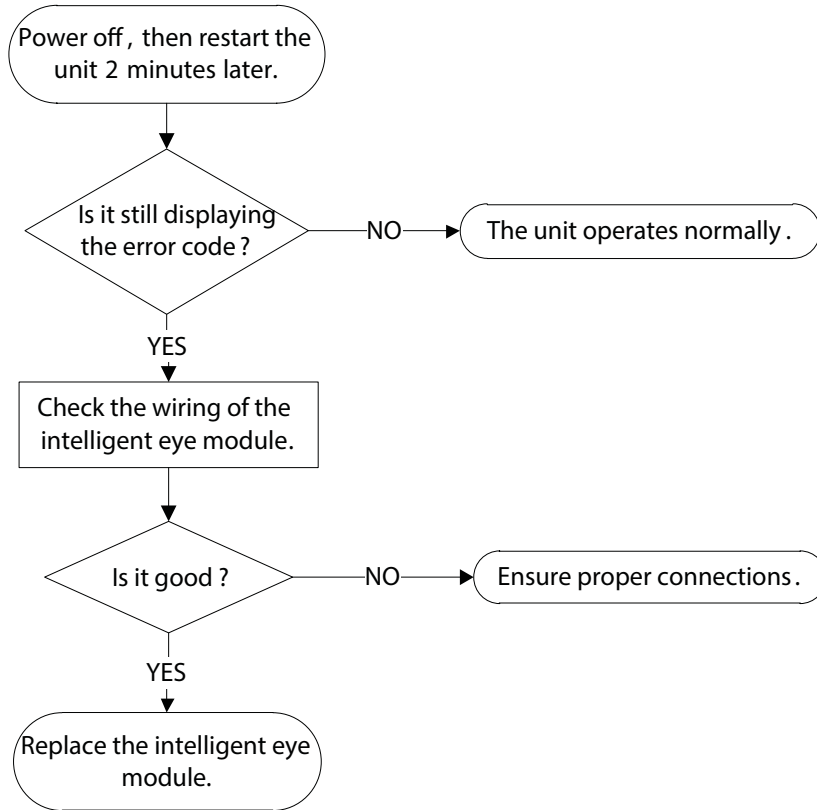 Power off, then restart the
unit 2 minutes later.
Is it still displaying
the error code?
NO
The unit operates normally.
YES
Check the wiring of the
intelligent eye module.
Is it good?
NO
Ensure proper connections.
YES
Replace the intelligent eye
module.